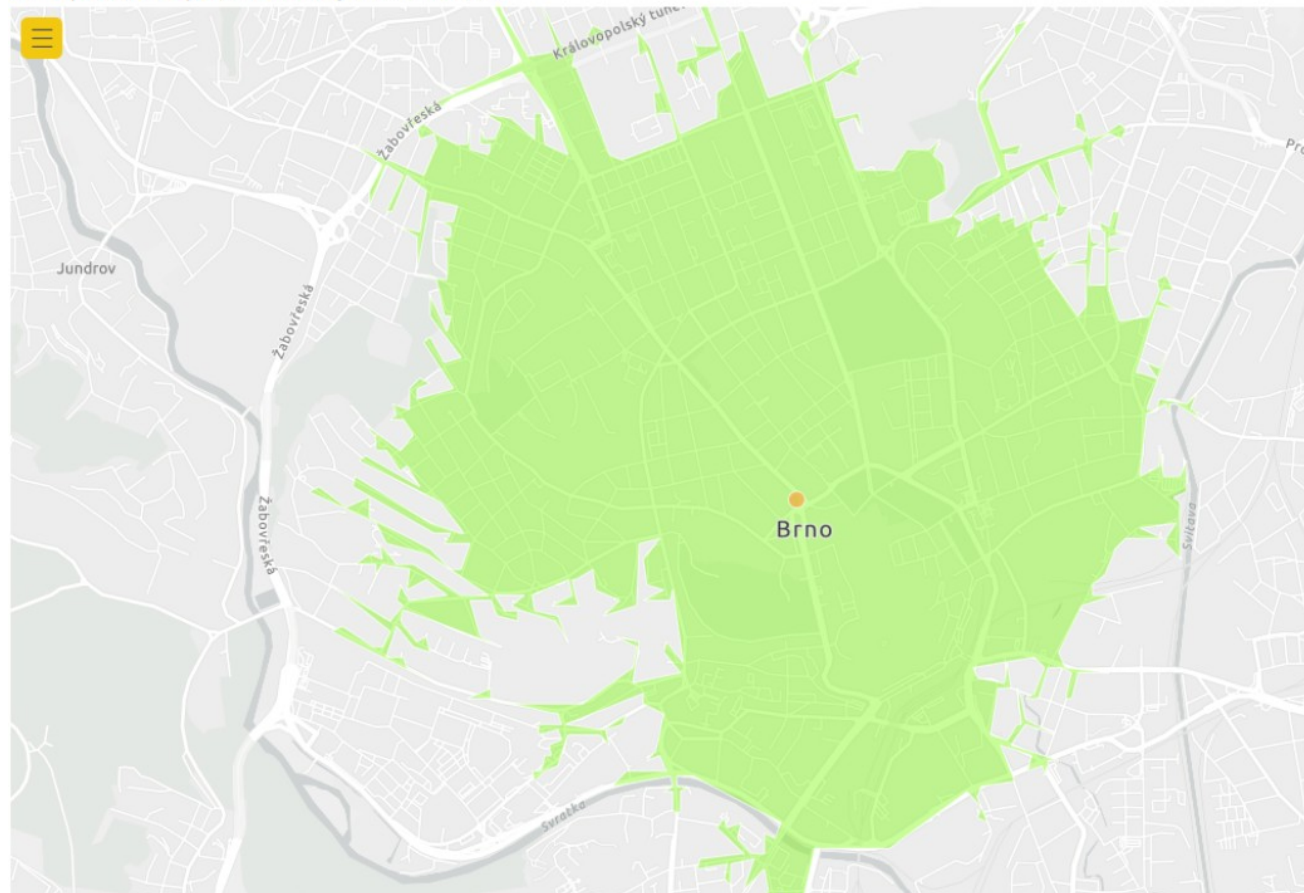 Královopolský tunel
Žabovřeská
Jundrov
Žabovřeská
Žabovřeská
Brno
Svitava
Svratka